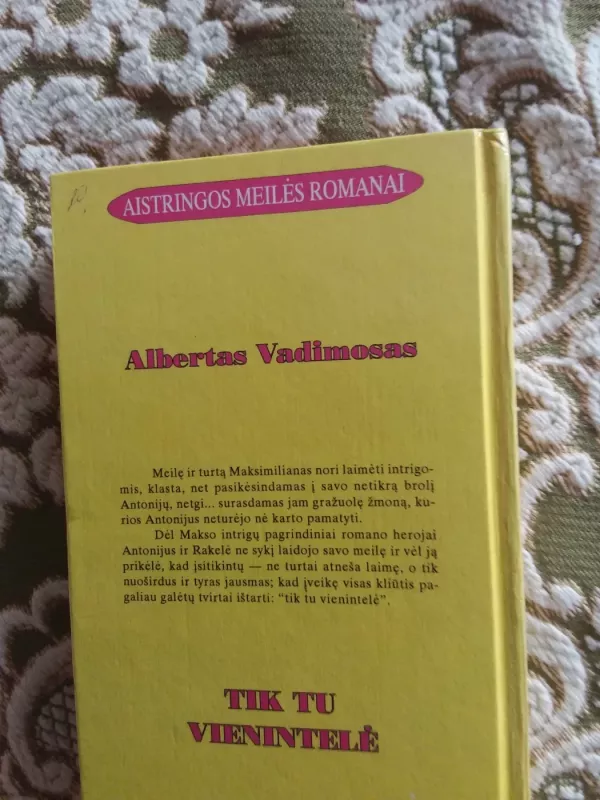 AISTRINGOS MEILĖS ROMANAI
Albertas Vadimosas
Meilę ir turtą Maksimilianas nori laimėti intrigo-
mis, klasta, net pasikėsindamas į savo netikrą brolį
Antonijų, netgi... surasdamas jam gražuolę žmoną, ku-
rios Antonijus neturėjo nė karto pamatyti.
Dėl Makso intrigų pagrindiniai romano herojai
Antonijus ir Rakelė ne sykį laidojo savo meilę ir vėl ją
prikėlė, kad įsitikintų — ne turtai atneša laimę, o tik
nuoširdus ir tyras jausmas; kad įveikę visas kliūtis pa-
galiau galėtų tvirtai ištarti: "tik tu vienintelė".
TIK TU
VIENINTELĖ